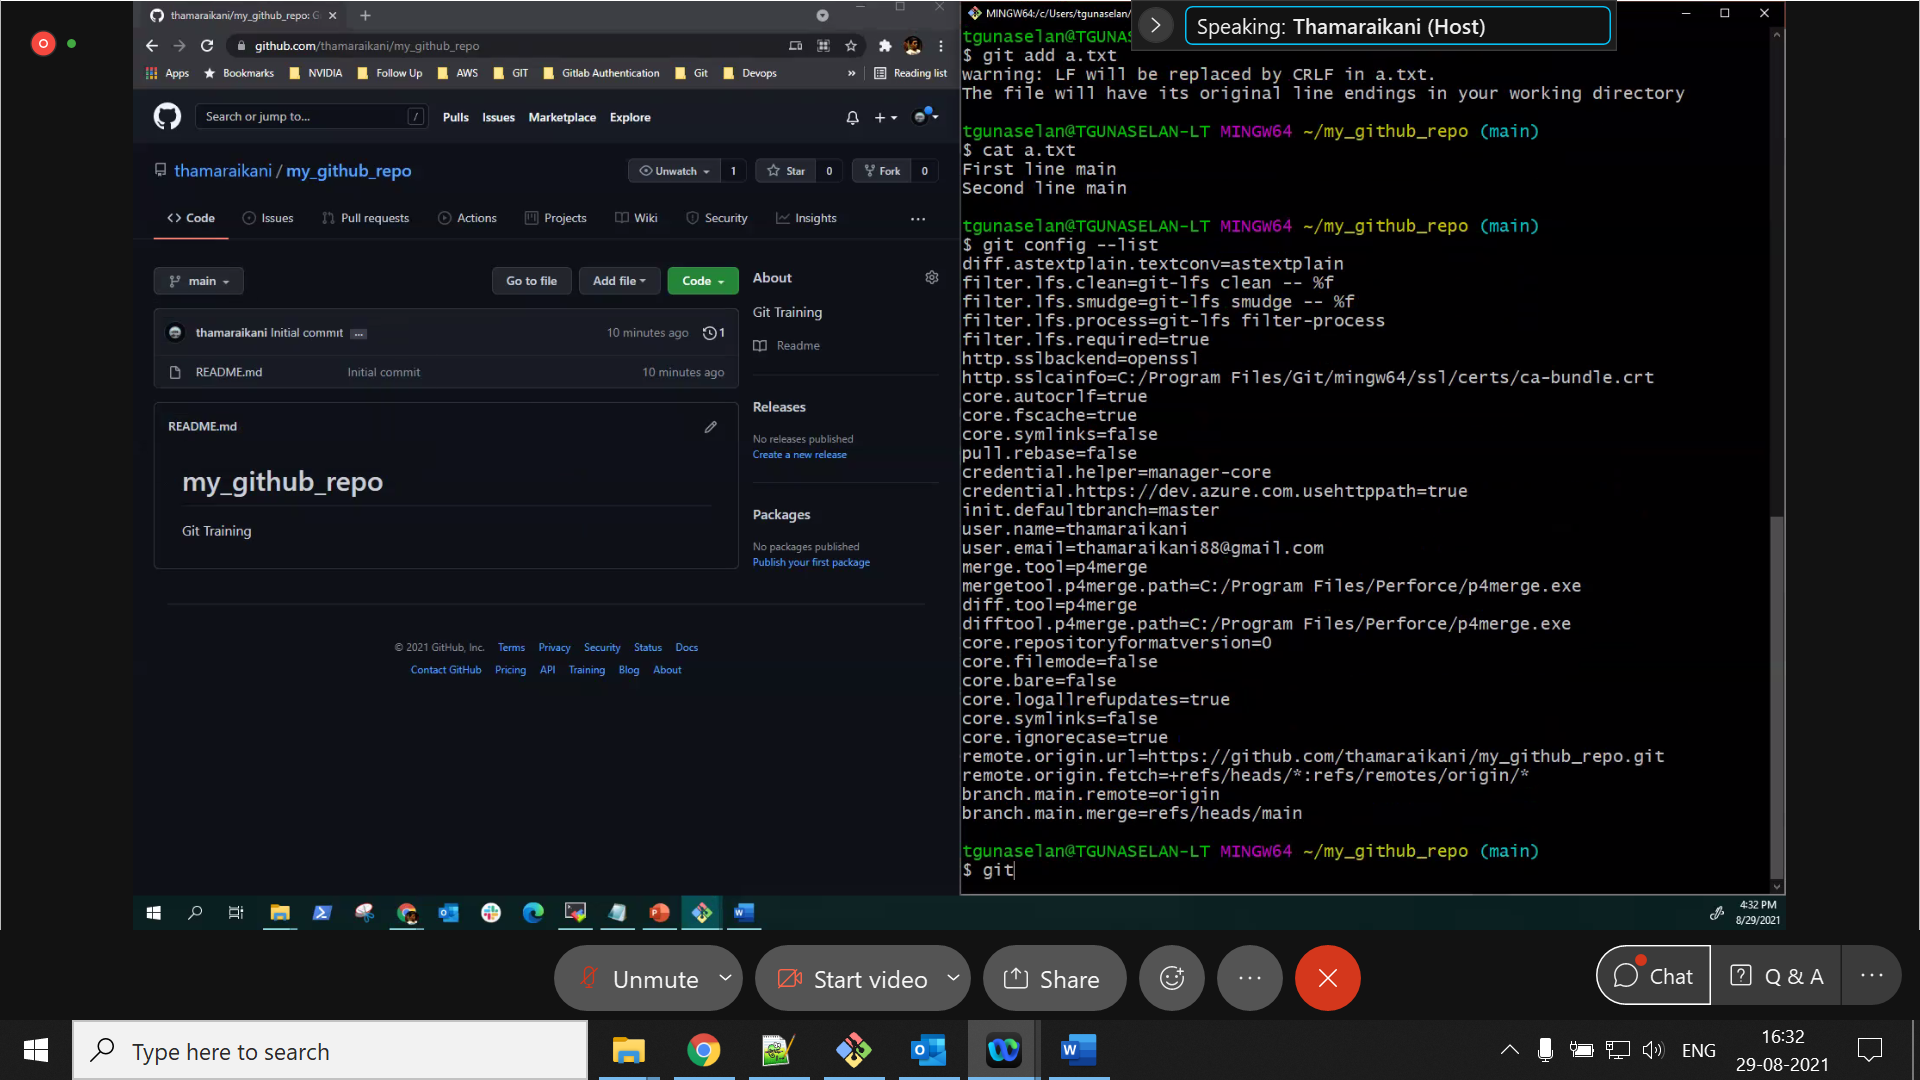 thamaraikani/my_github_repo: G
github.com/thamaraikani/my_github_repo
Apps Bookmarks NVIDIA Follow Up AWS GIT Gitlab Authentication Git Devops » Reading list
Search or jump to... /
Pulls Issues Marketplace Explore
thamaraikani / my_github_repo
Unwatch 1 Star 0 Fork 0
<> Code Issues Pull requests Actions Projects Wiki Security Insights ...
main Go to file Add file Code
thamaraikani Initial commit ... 10 minutes ago 1
README.md Initial commit 10 minutes ago
README.md
my_github_repo
Git Training
About
Git Training
Readme
Releases
No releases published
Create a new release
Packages
No packages published
Publish your first package
© 2021 GitHub, Inc. Terms Privacy Security Status Docs
Contact GitHub Pricing API Training Blog About
MINGW64:/c/Users/tgunaselan/
Speaking: Thamaraikani (Host)
tgunaselan@TGUNAS
$ git add a.txt
warning: LF will be replaced by CRLF in a.txt.
The file will have its original line endings in your working directory
tgunaselan@TGUNASELAN-LT MINGW64 ~/my_github_repo (main)
$ cat a.txt
First line main
Second line main
tgunaselan@TGUNASELAN-LT MINGW64 ~/my_github_repo (main)
$ git config --list
diff.astextplain.textconv=astextplain
filter.lfs.clean=git-lfs clean -- %f
filter.lfs.smudge=git-lfs smudge -- %f
filter.lfs.process=git-lfs filter-process
filter.lfs.required=true
http.sslbackend=openssl
http.sslcainfo=C:/Program Files/Git/mingw64/ssl/certs/ca-bundle.crt
core.autocrlf=true
core.fscache=true
core.symlinks=false
pull.rebase=false
credential.helper=manager-core
credential.https://dev.azure.com.usehttppath=true
init.defaultbranch=master
user.name=thamaraikani
user.email=thamaraikani88@gmail.com
merge.tool=p4merge
mergetool.p4merge.path=C:/Program Files/Perforce/p4merge.exe
diff.tool=p4merge
difftool.p4merge.path=C:/Program Files/Perforce/p4merge.exe
core.repositoryformatversion=0
core.filemode=false
core.bare=false
core.logallrefupdates=true
core.symlinks=false
core.ignorecase=true
remote.origin.url=https://github.com/thamaraikani/my_github_repo.git
remote.origin.fetch=+refs/heads/*:refs/remotes/origin/*
branch.main.remote=origin
branch.main.merge=refs/heads/main
tgunaselan@TGUNASELAN-LT MINGW64 ~/my_github_repo (main)
$ git
4:32 PM
8/29/2021
Unmute Start video Share ... Chat Q & A ...
Type here to search
ENG
16:32
29-08-2021